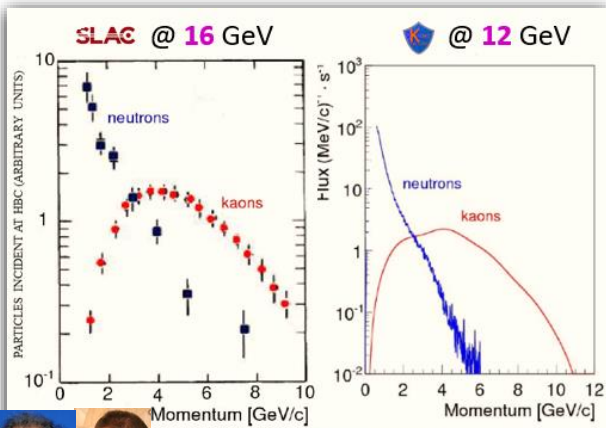 SLAC @ 16 GeV
K @ 12 GeV
PARTICLES INCIDENT AT HBC (ARBITRARY UNITS)
10
1
10⁻¹
neutrons
kaons
0 2 4 6 8 10
Momentum [GeV/c]
Flux (MeV/c)⁻¹ · s⁻¹
10³
10²
10
1
10⁻¹
10⁻²
neutrons
kaons
0 2 4 6 8 10 12
Momentum [GeV/c]